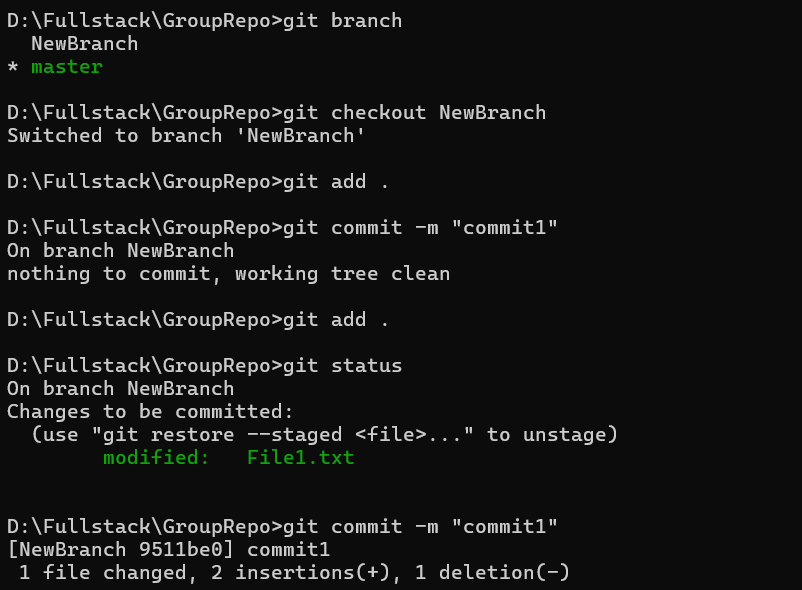 D:\Fullstack\GroupRepo>git branch
  NewBranch
* master
D:\Fullstack\GroupRepo>git checkout NewBranch
Switched to branch 'NewBranch'
D:\Fullstack\GroupRepo>git add .
D:\Fullstack\GroupRepo>git commit -m "commit1"
On branch NewBranch
nothing to commit, working tree clean
D:\Fullstack\GroupRepo>git add .
D:\Fullstack\GroupRepo>git status
On branch NewBranch
Changes to be committed:
  (use "git restore --staged <file>..." to unstage)
        modified:   File1.txt
D:\Fullstack\GroupRepo>git commit -m "commit1"
[NewBranch 9511be0] commit1
 1 file changed, 2 insertions(+), 1 deletion(-)